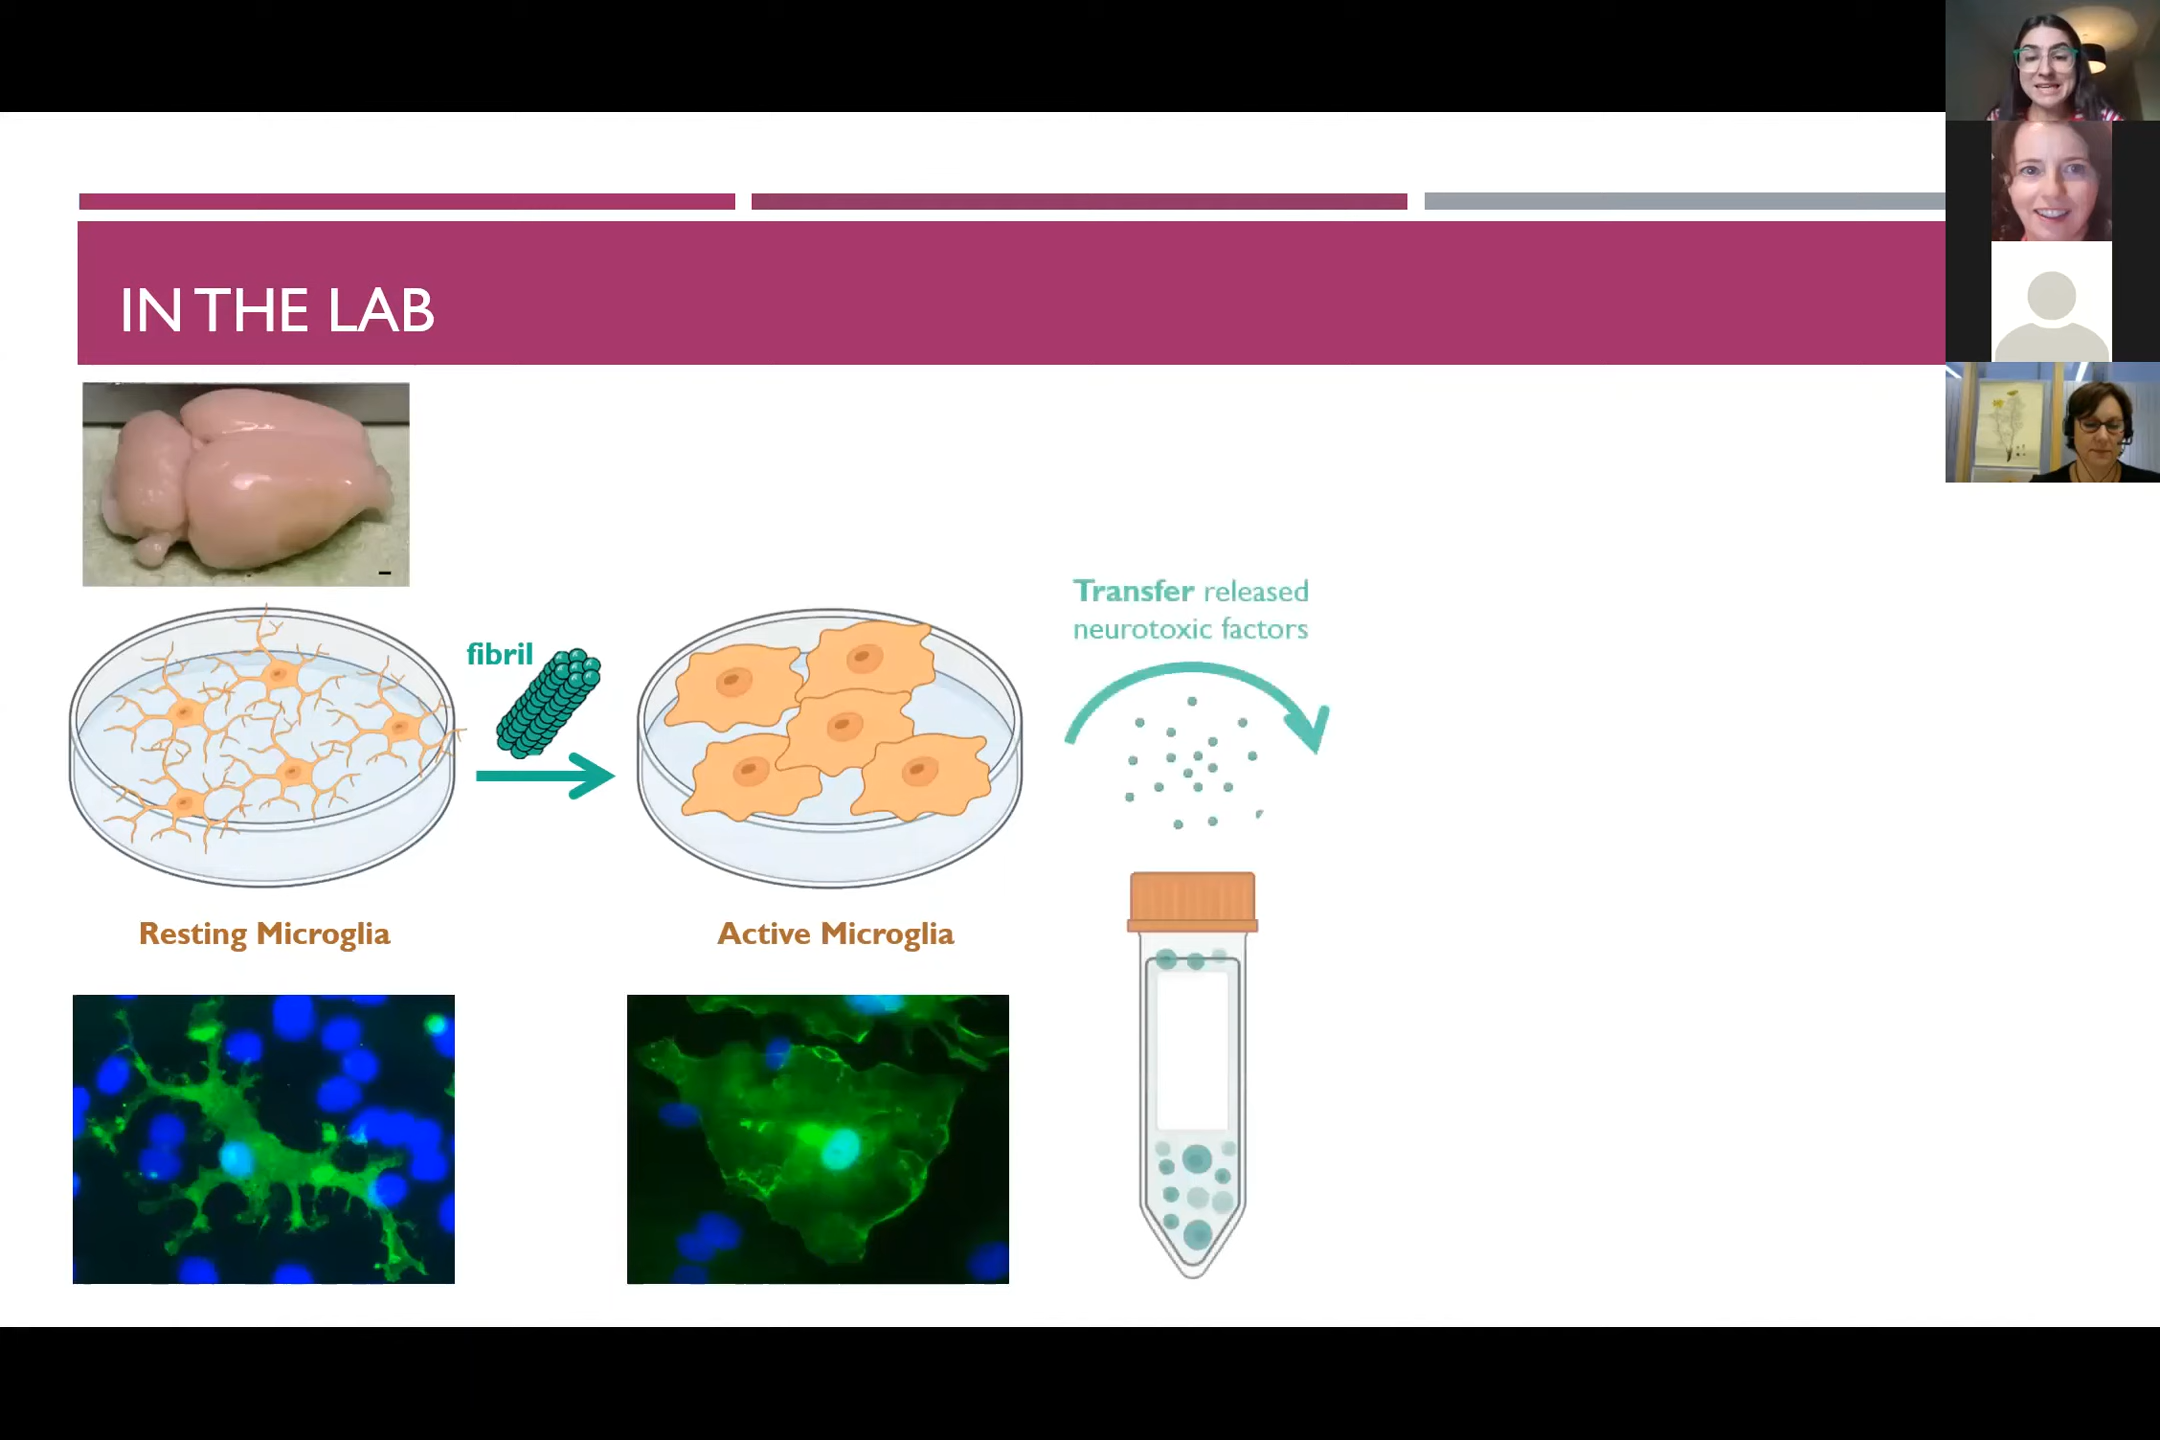 IN THE LAB
Transfer released
neurotoxic factors
fibril
Resting Microglia
Active Microglia